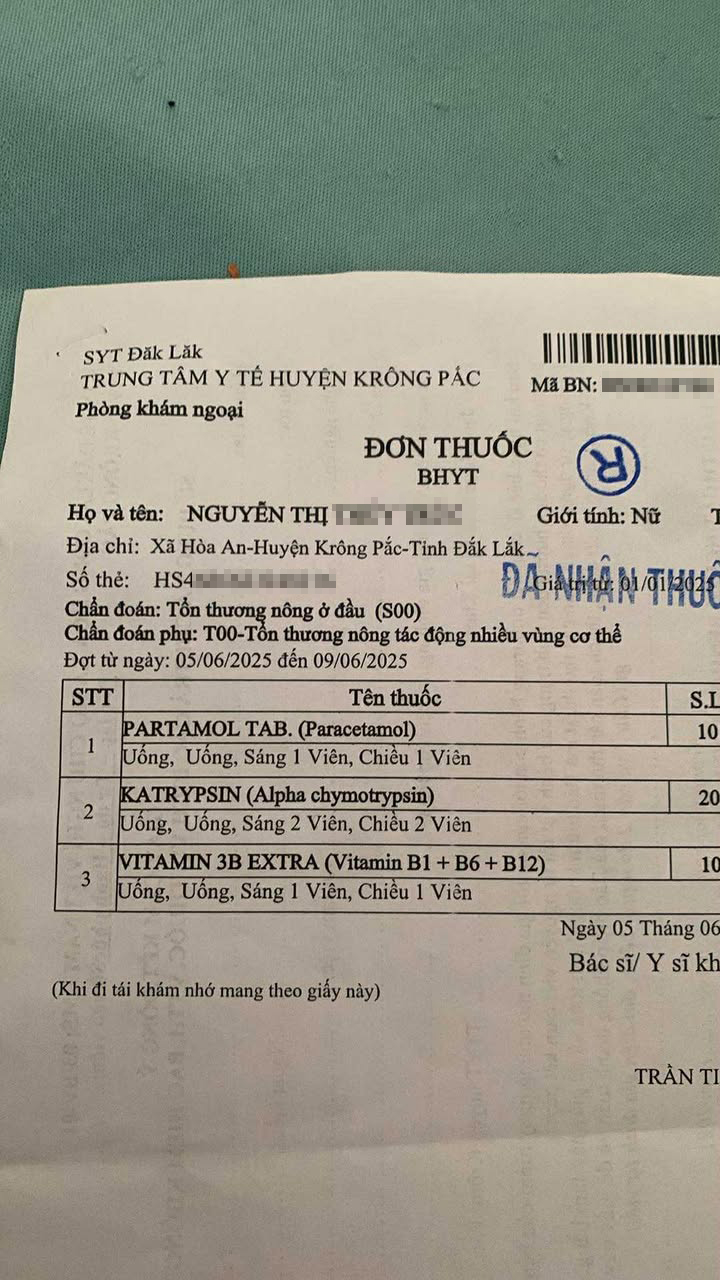 SYT Đăk Lăk
TRUNG TÂM Y TẾ HUYỆN KRÔNG PẮC
Mã BN:
Phòng khám ngoại
ĐƠN THUỐC
R
BHYT
Họ và tên: NGUYỄN THỊ
Giới tính: Nữ
Địa chỉ: Xã Hòa An-Huyện Krông Pắc-Tỉnh Đắk Lắk
Số thẻ: HS4
Giá trị từ: 01/01/2025
ĐÃ NHẬN THUỐ
Chẩn đoán: Tổn thương nông ở đầu (S00)
Chẩn đoán phụ: T00-Tổn thương nông tác động nhiều vùng cơ thể
Đợt từ ngày: 05/06/2025 đến 09/06/2025
STT Tên thuốc S.L
1 PARTAMOL TAB. (Paracetamol) 10
Uống, Uống, Sáng 1 Viên, Chiều 1 Viên
2 KATRYPSIN (Alpha chymotrypsin) 20
Uống, Uống, Sáng 2 Viên, Chiều 2 Viên
3 VITAMIN 3B EXTRA (Vitamin B1 + B6 + B12) 10
Uống, Uống, Sáng 1 Viên, Chiều 1 Viên
Ngày 05 Tháng 06
Bác sĩ/ Y sĩ kh
(Khi đi tái khám nhớ mang theo giấy này)
TRẦN TI